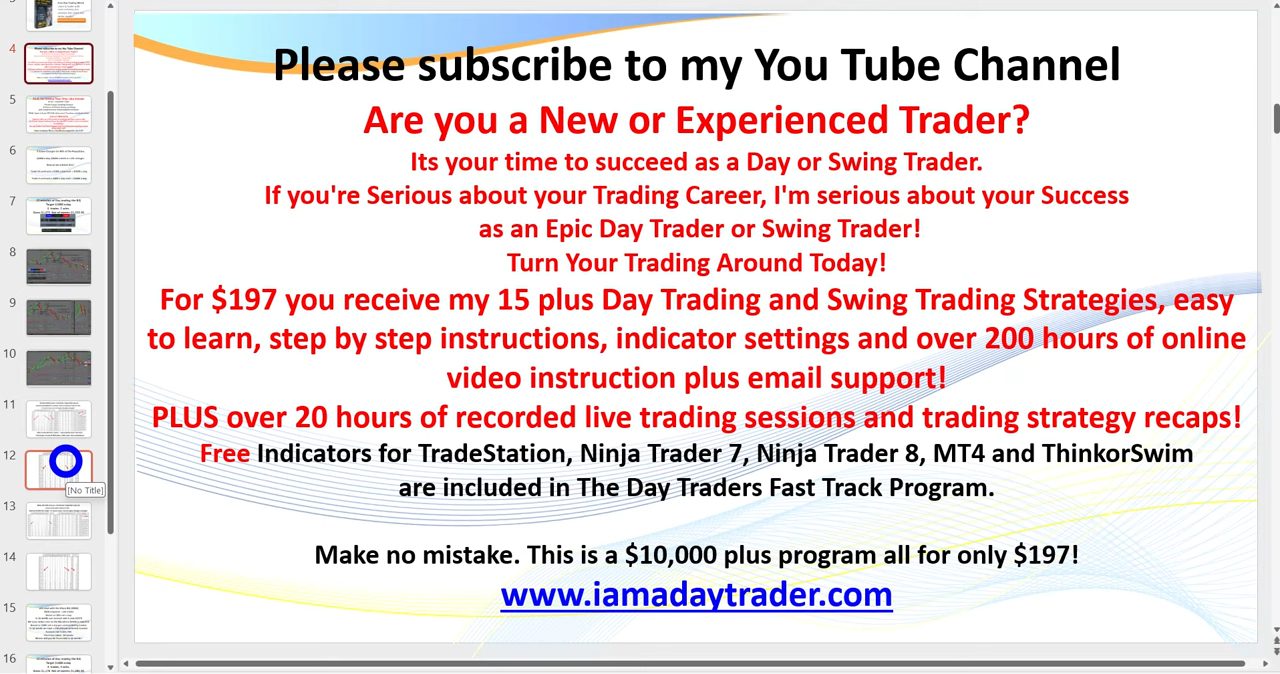 Please subscribe to my You Tube Channel
Are you a New or Experienced Trader?
Its your time to succeed as a Day or Swing Trader.
If you're Serious about your Trading Career, I'm serious about your Success
as an Epic Day Trader or Swing Trader!
Turn Your Trading Around Today!
For $197 you receive my 15 plus Day Trading and Swing Trading Strategies, easy
to learn, step by step instructions, indicator settings and over 200 hours of online
video instruction plus email support!
PLUS over 20 hours of recorded live trading sessions and trading strategy recaps!
Free Indicators for TradeStation, Ninja Trader 7, Ninja Trader 8, MT4 and ThinkorSwim
are included in The Day Traders Fast Track Program.
Make no mistake. This is a $10,000 plus program all for only $197!
www.iamadaytrader.com
4
5
6
7
8
9
10
11
12
[No Title]
13
14
15
16